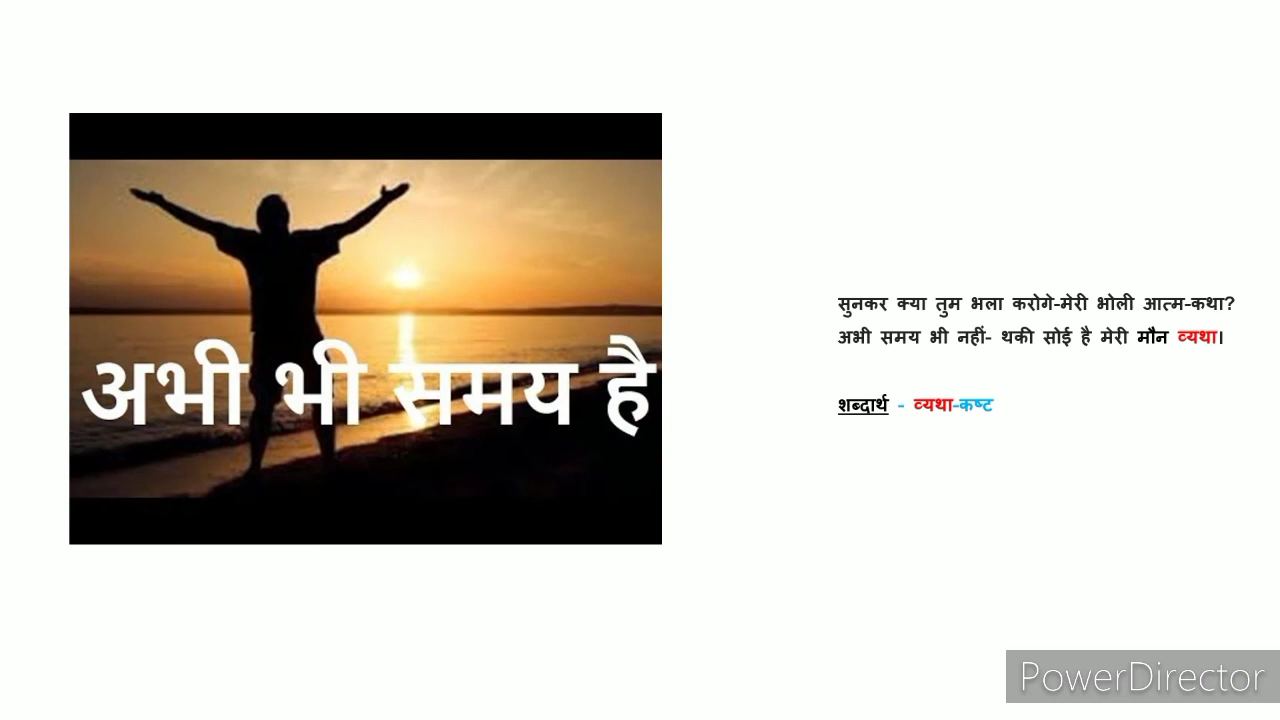 अभी भी समय है
सुनकर क्या तुम भला करोगे-मेरी भोली आत्म-कथा?
अभी समय भी नहीं- थकी सोई है मेरी मौन व्यथा।
शब्दार्थ - व्यथा-कष्ट
PowerDirector